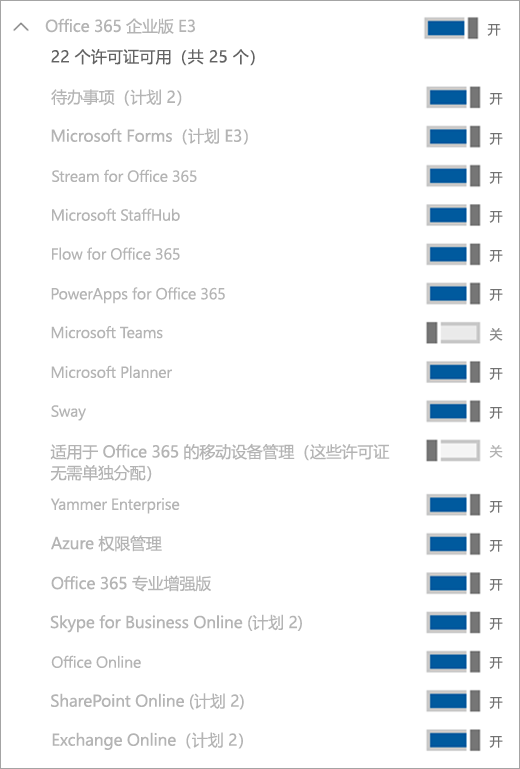 Office 365 企业版 E3 开
22 个许可证可用（共 25 个）
待办事项（计划 2） 开
Microsoft Forms（计划 E3） 开
Stream for Office 365 开
Microsoft StaffHub 开
Flow for Office 365 开
PowerApps for Office 365 开
Microsoft Teams 关
Microsoft Planner 开
Sway 开
适用于 Office 365 的移动设备管理（这些许可证 关
无需单独分配）
Yammer Enterprise 开
Azure 权限管理 开
Office 365 专业增强版 开
Skype for Business Online (计划 2) 开
Office Online 开
SharePoint Online (计划 2) 开
Exchange Online（计划 2） 开